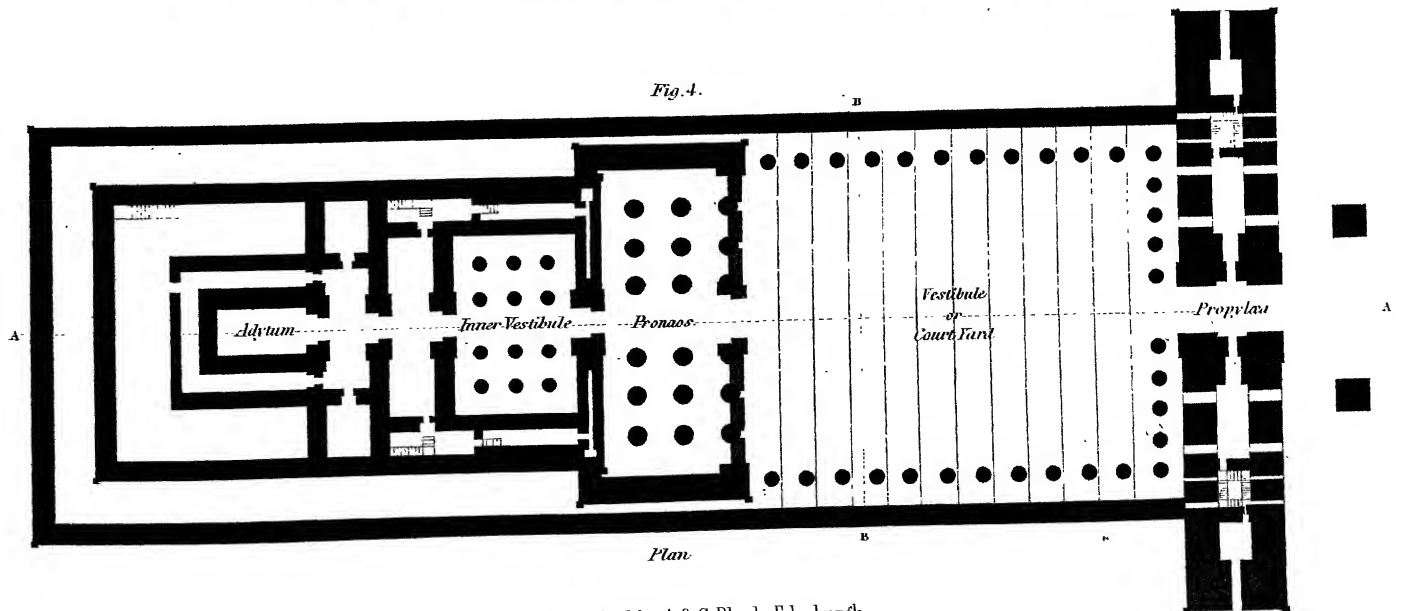 Fig. 4.
B
A
Adytum
Inner Vestibule
Pronaos
Vestibule
or
Court Yard
Propylæa
A
Plan
B